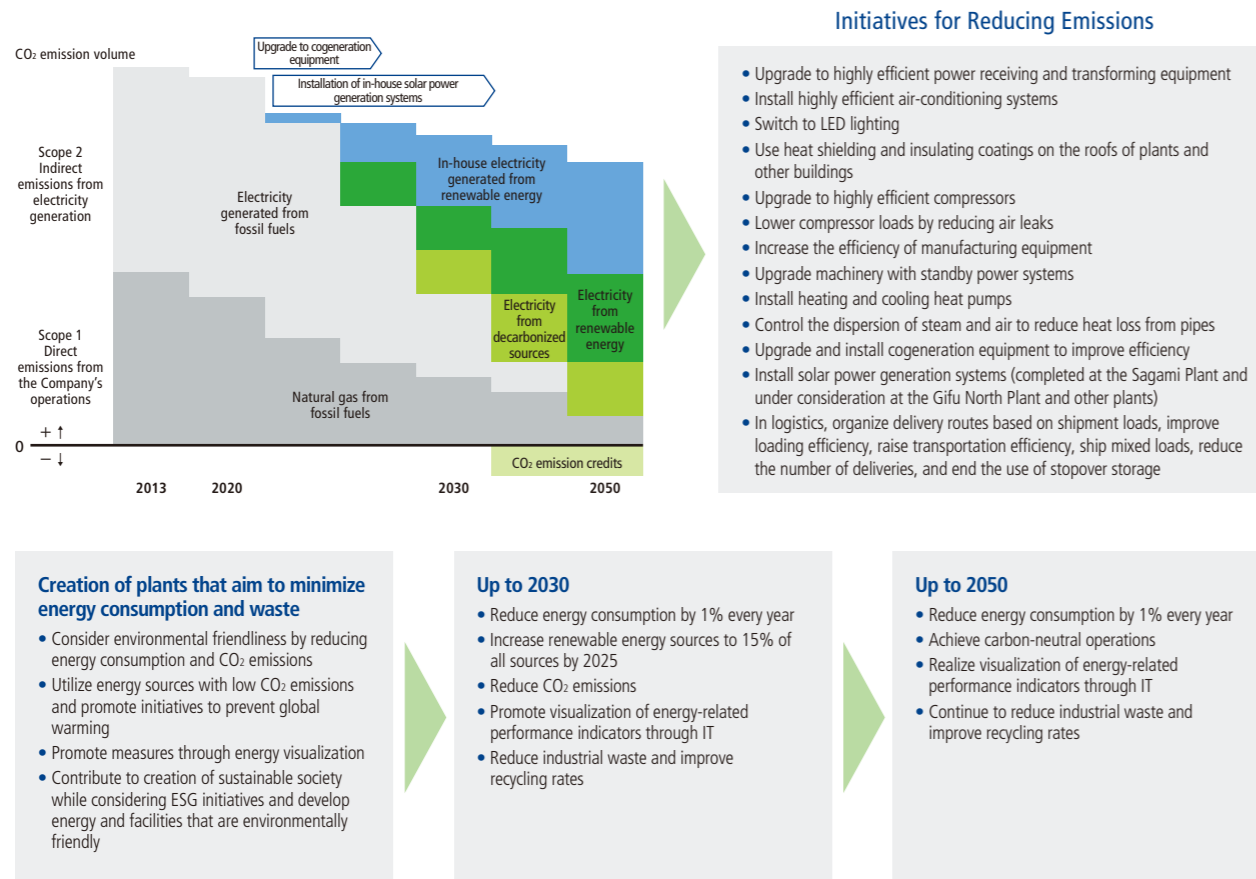 CO₂ emission volume
Upgrade to cogeneration
equipment
Installation of in-house solar power
generation systems
Scope 2
Indirect
emissions from
electricity
generation
Electricity
generated from
fossil fuels
In-house electricity
generated from
renewable energy
Electricity
from
decarbonized
sources
Electricity
from
renewable
energy
Scope 1
Direct
emissions from
the Company's
operations
Natural gas from
fossil fuels
+ ↑
0
− ↓
CO₂ emission credits
2013 2020 2030 2050
Initiatives for Reducing Emissions
• Upgrade to highly efficient power receiving and transforming equipment
• Install highly efficient air-conditioning systems
• Switch to LED lighting
• Use heat shielding and insulating coatings on the roofs of plants and
other buildings
• Upgrade to highly efficient compressors
• Lower compressor loads by reducing air leaks
• Increase the efficiency of manufacturing equipment
• Upgrade machinery with standby power systems
• Install heating and cooling heat pumps
• Control the dispersion of steam and air to reduce heat loss from pipes
• Upgrade and install cogeneration equipment to improve efficiency
• Install solar power generation systems (completed at the Sagami Plant and
under consideration at the Gifu North Plant and other plants)
• In logistics, organize delivery routes based on shipment loads, improve
loading efficiency, raise transportation efficiency, ship mixed loads, reduce
the number of deliveries, and end the use of stopover storage
Creation of plants that aim to minimize
energy consumption and waste
• Consider environmental friendliness by reducing
energy consumption and CO₂ emissions
• Utilize energy sources with low CO₂ emissions
and promote initiatives to prevent global
warming
• Promote measures through energy visualization
• Contribute to creation of sustainable society
while considering ESG initiatives and develop
energy and facilities that are environmentally
friendly
Up to 2030
• Reduce energy consumption by 1% every year
• Increase renewable energy sources to 15% of
all sources by 2025
• Reduce CO₂ emissions
• Promote visualization of energy-related
performance indicators through IT
• Reduce industrial waste and improve
recycling rates
Up to 2050
• Reduce energy consumption by 1% every year
• Achieve carbon-neutral operations
• Realize visualization of energy-related
performance indicators through IT
• Continue to reduce industrial waste and
improve recycling rates